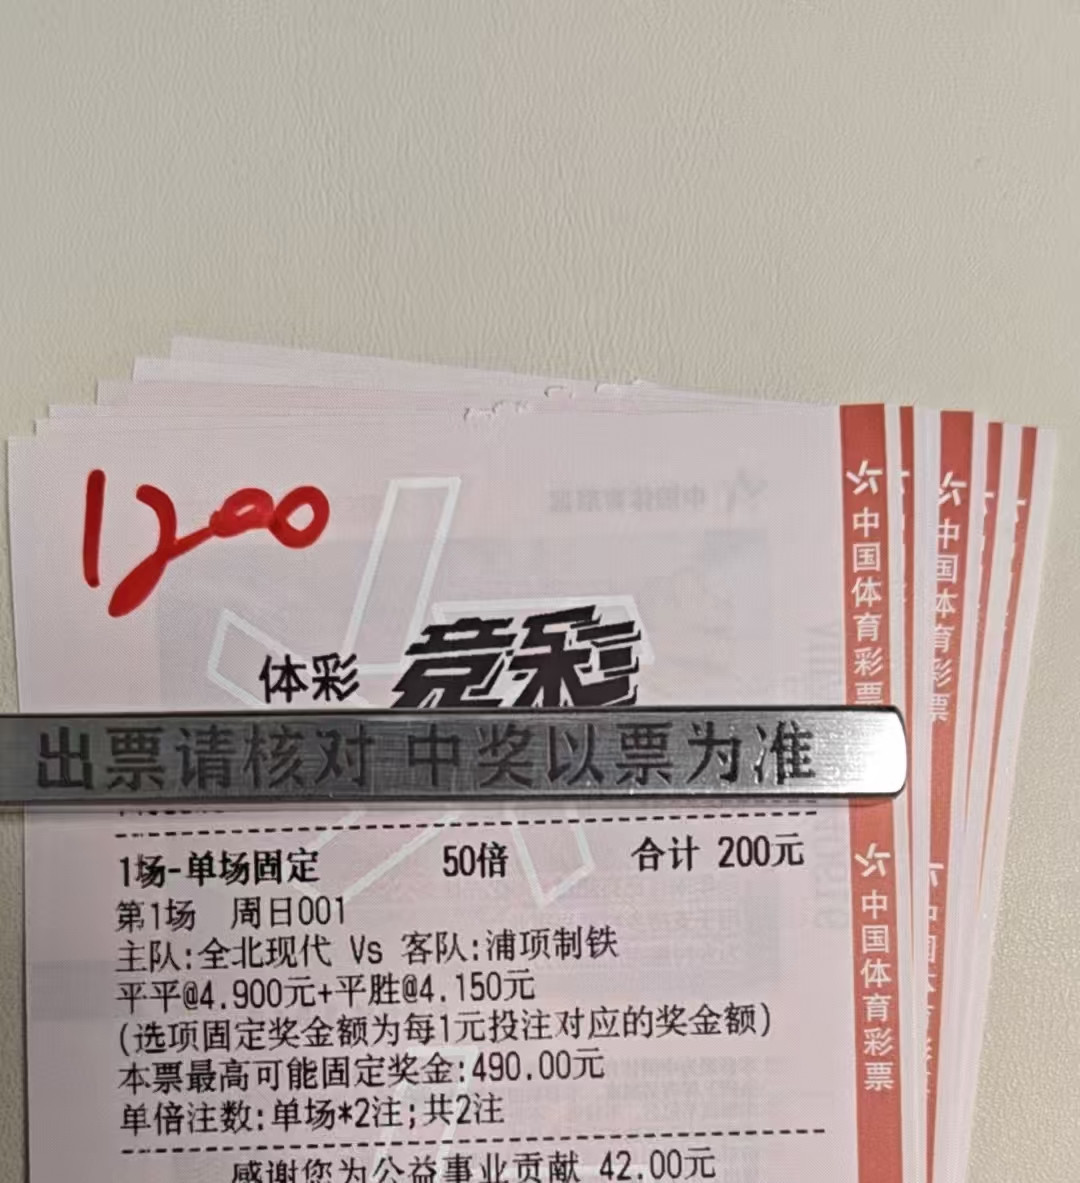 1200
体彩 竞彩
出票请核对 中奖以票为准
1场-单场固定 50倍 合计 200元
第1场 周日001
主队:全北现代 Vs 客队:浦项制铁
平平@4.900元+平胜@4.150元
(选项固定奖金额为每1元投注对应的奖金额)
本票最高可能固定奖金:490.00元
单倍注数:单场*2注;共2注
感谢您为公益事业贡献 42.00元
中国体育彩票
中国体育彩票
中国体育彩票